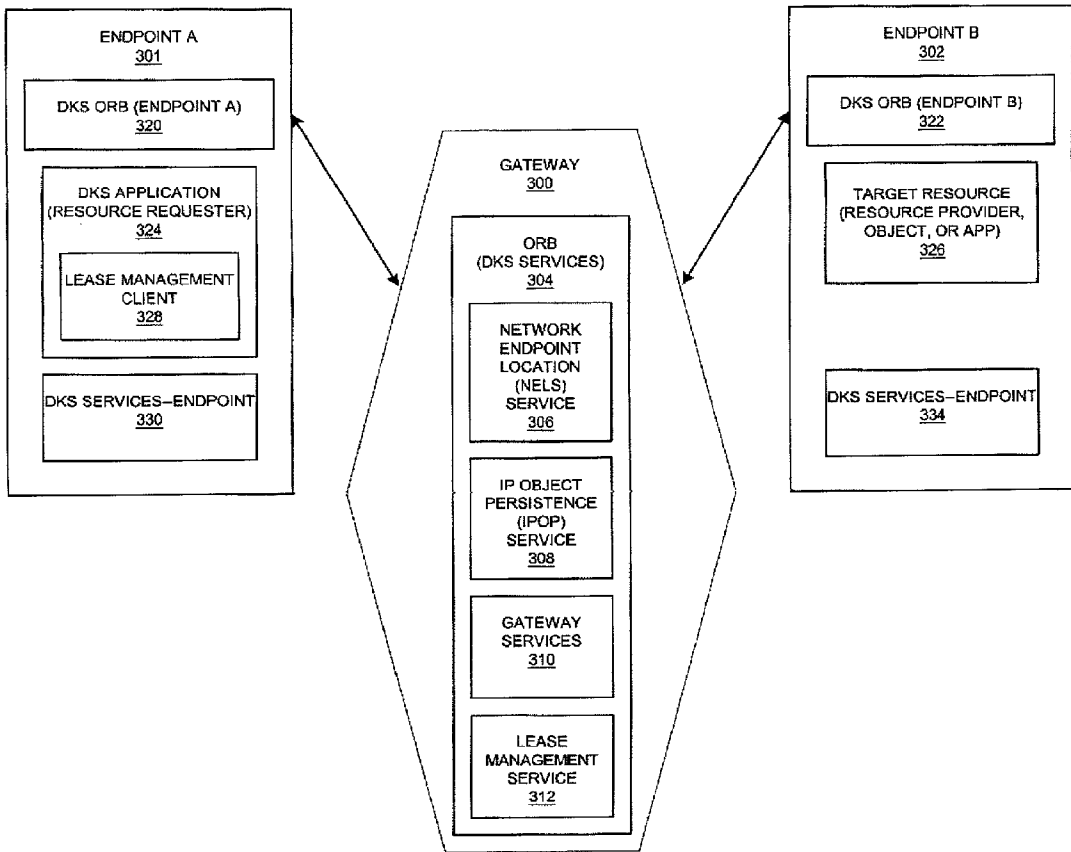 ENDPOINT A
301
DKS ORB (ENDPOINT A)
320
DKS APPLICATION
(RESOURCE REQUESTER)
324
LEASE MANAGEMENT
CLIENT
328
DKS SERVICES–ENDPOINT
330
GATEWAY
300
ORB
(DKS SERVICES)
304
NETWORK
ENDPOINT
LOCATION
(NELS)
SERVICE
306
IP OBJECT
PERSISTENCE
(IPOP)
SERVICE
308
GATEWAY
SERVICES
310
LEASE
MANAGEMENT
SERVICE
312
ENDPOINT B
302
DKS ORB (ENDPOINT B)
322
TARGET RESOURCE
(RESOURCE PROVIDER,
OBJECT, OR APP)
326
DKS SERVICES–ENDPOINT
334